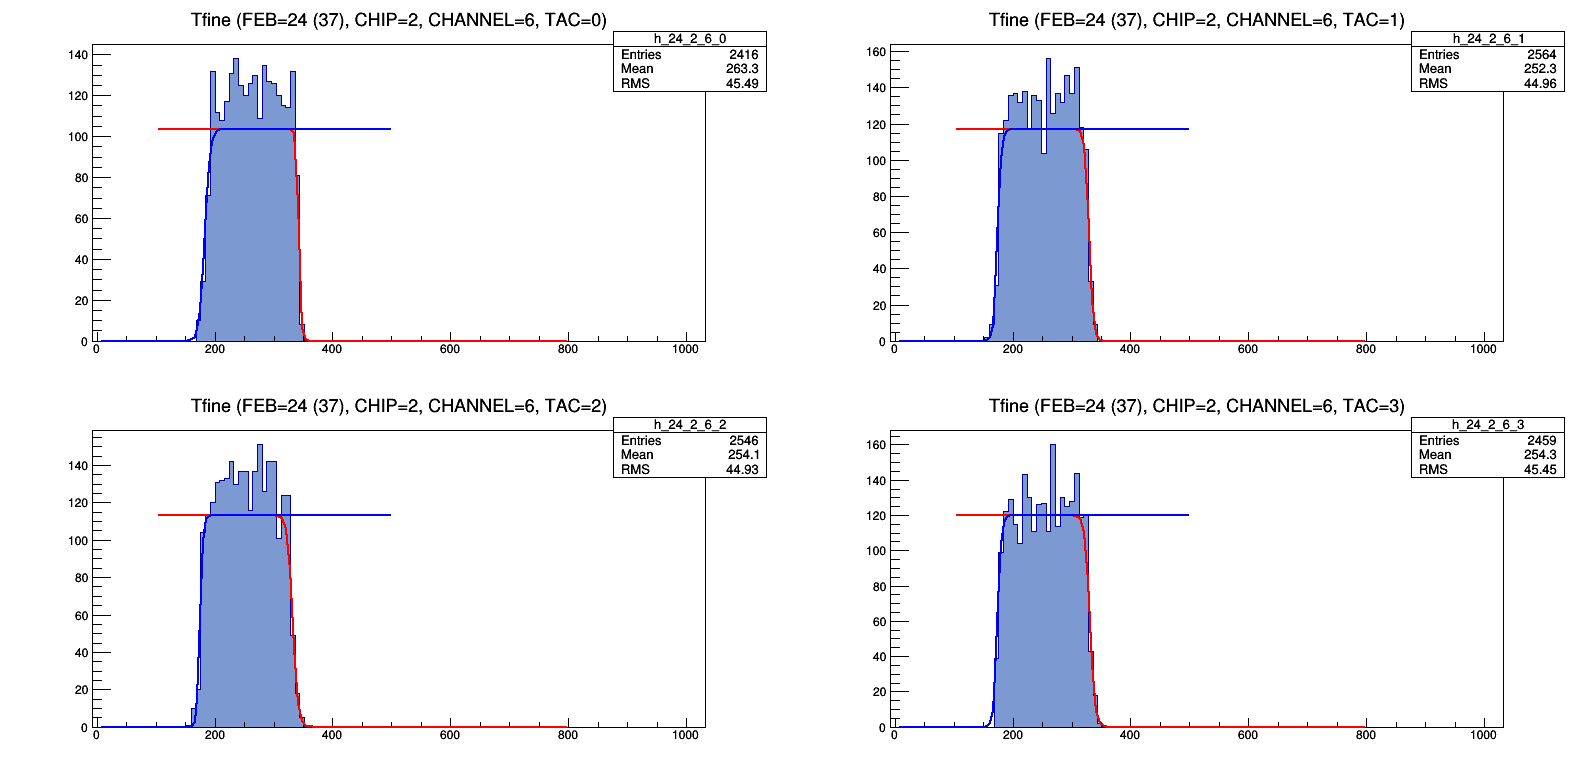 Tfine (FEB=24 (37), CHIP=2, CHANNEL=6, TAC=0)
h_24_2_6_0
Entries 2416
Mean 263.3
RMS 45.49
140
120
100
80
60
40
20
0
0 200 400 600 800 1000
Tfine (FEB=24 (37), CHIP=2, CHANNEL=6, TAC=1)
h_24_2_6_1
Entries 2564
Mean 252.3
RMS 44.96
160
140
120
100
80
60
40
20
0
0 200 400 600 800 1000
Tfine (FEB=24 (37), CHIP=2, CHANNEL=6, TAC=2)
h_24_2_6_2
Entries 2546
Mean 254.1
RMS 44.93
140
120
100
80
60
40
20
0
0 200 400 600 800 1000
Tfine (FEB=24 (37), CHIP=2, CHANNEL=6, TAC=3)
h_24_2_6_3
Entries 2459
Mean 254.3
RMS 45.45
160
140
120
100
80
60
40
20
0
0 200 400 600 800 1000